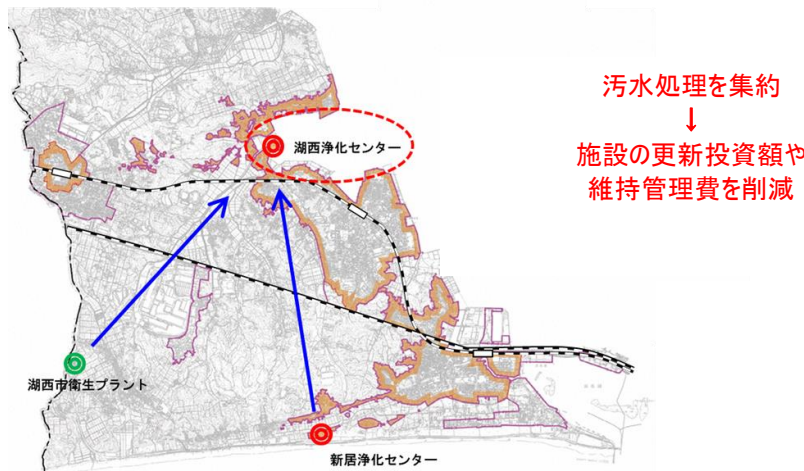 汚水処理を集約
↓
施設の更新投資額や
維持管理費を削減
湖西浄化センター
湖西市衛生プラント
新居浄化センター